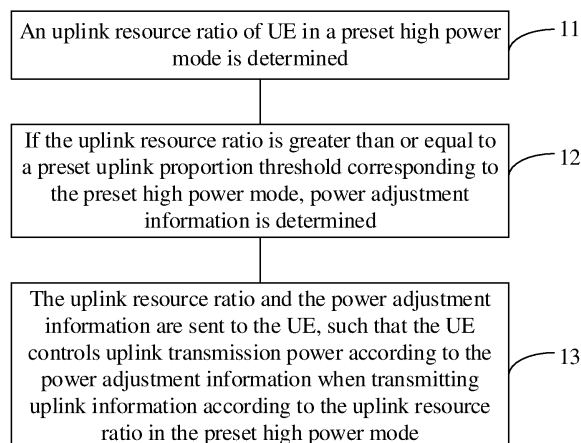 An uplink resource ratio of UE in a preset high power
mode is determined
11
If the uplink resource ratio is greater than or equal to
a preset uplink proportion threshold corresponding to
the preset high power mode, power adjustment
information is determined
12
The uplink resource ratio and the power adjustment
information are sent to the UE, such that the UE
controls uplink transmission power according to the
power adjustment information when transmitting
uplink information according to the uplink resource
ratio in the preset high power mode
13